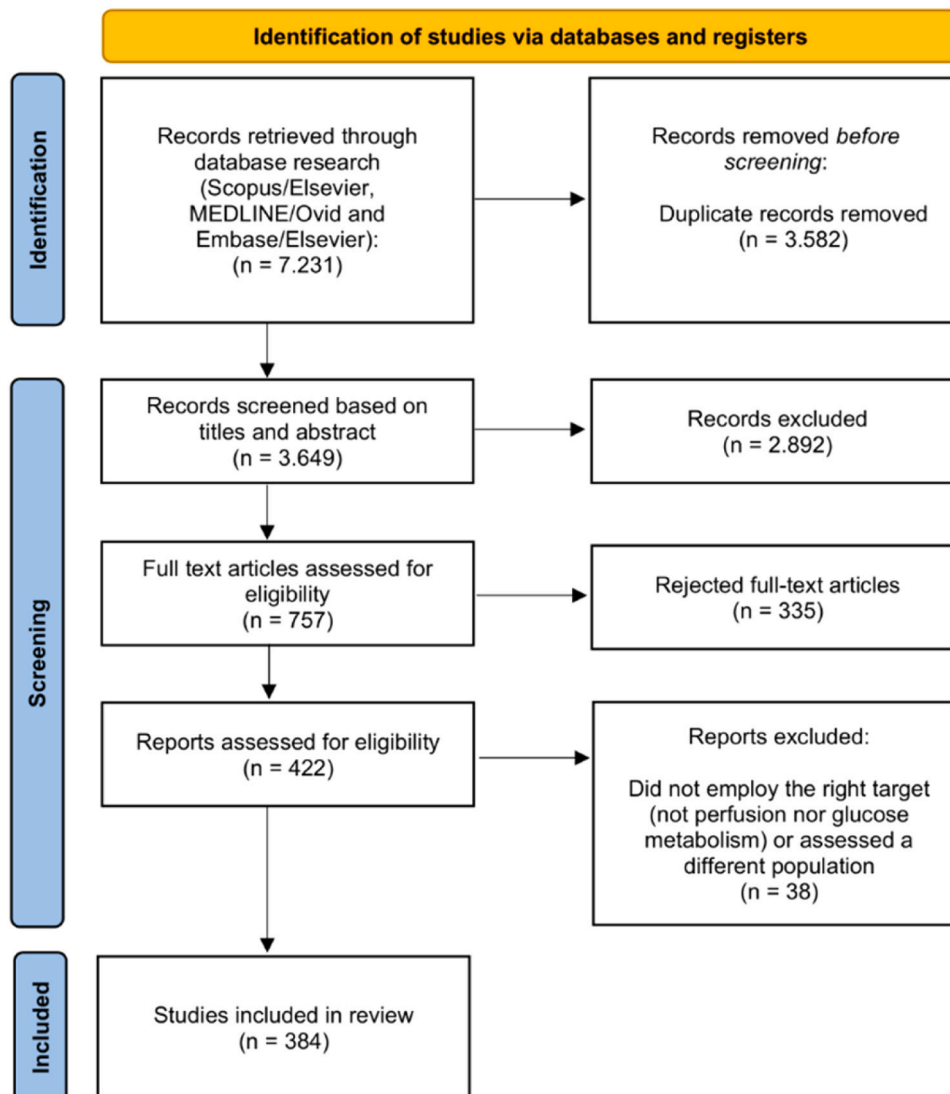 Identification of studies via databases and registers
Identification
Records retrieved through
database research
(Scopus/Elsevier,
MEDLINE/Ovid and
Embase/Elsevier):
(n = 7.231)
Records removed before
screening:
Duplicate records removed
(n = 3.582)
Screening
Records screened based on
titles and abstract
(n = 3.649)
Records excluded
(n = 2.892)
Full text articles assessed for
eligibility
(n = 757)
Rejected full-text articles
(n = 335)
Reports assessed for eligibility
(n = 422)
Reports excluded:
Did not employ the right target
(not perfusion nor glucose
metabolism) or assessed a
different population
(n = 38)
Included
Studies included in review
(n = 384)